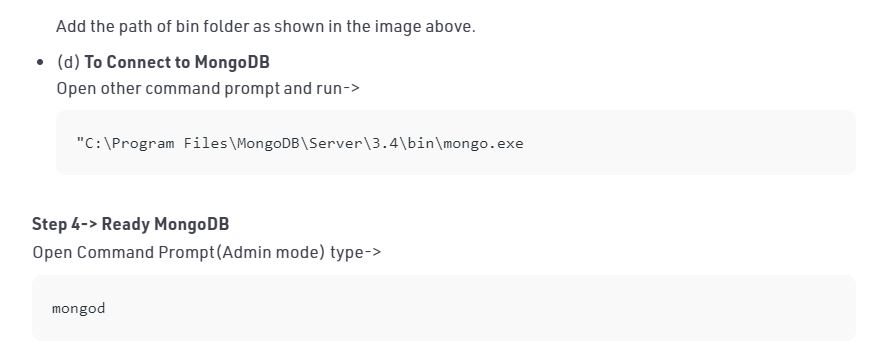 Add the path of bin folder as shown in the image above.
• (d) To Connect to MongoDB
Open other command prompt and run->
"C:\Program Files\MongoDB\Server\3.4\bin\mongo.exe
Step 4-> Ready MongoDB
Open Command Prompt(Admin mode) type->
mongod